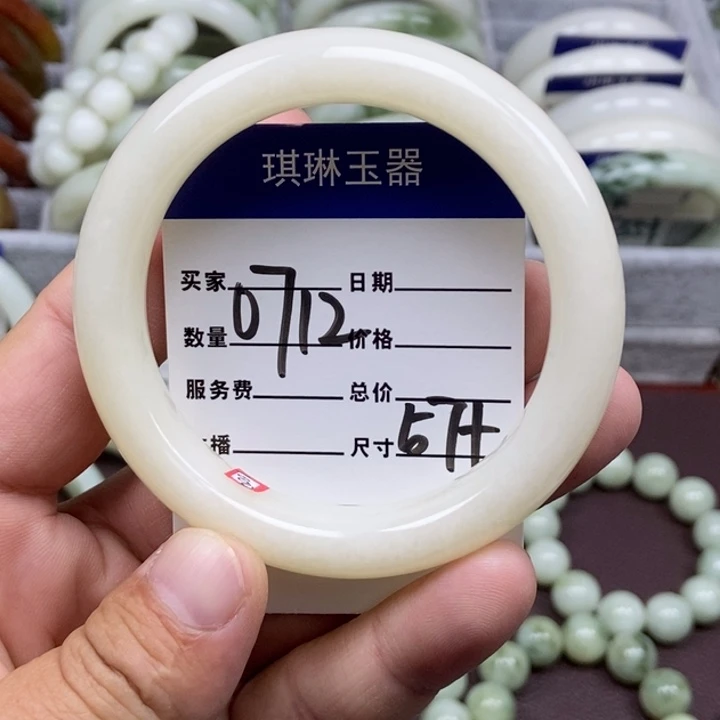 琪琳玉器
买家 0712 日期
数量 价格
服务费 总价
播 尺寸 57+